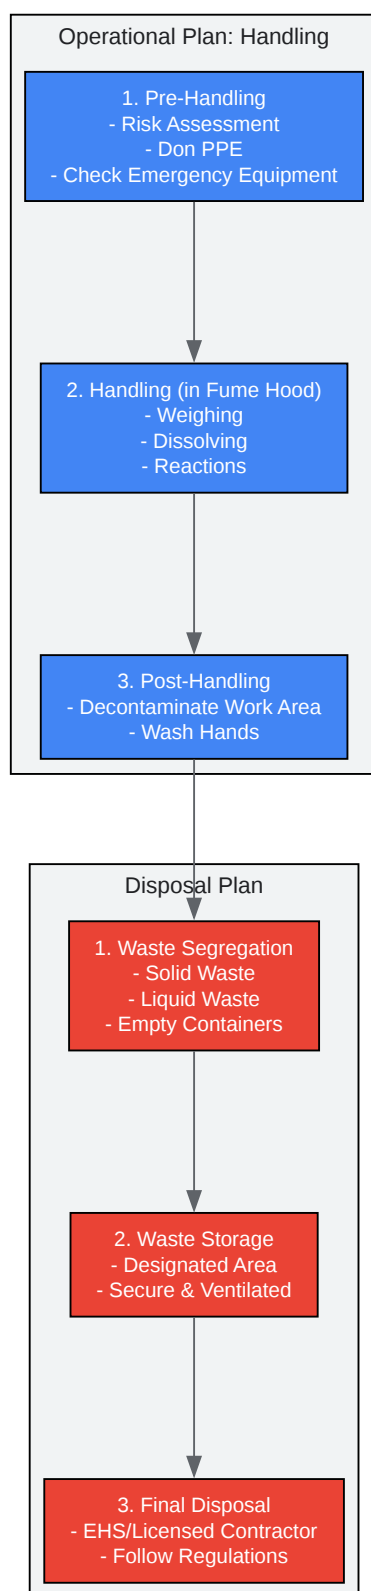 Operational Plan: Handling
1. Pre-Handling
- Risk Assessment
- Don PPE
- Check Emergency Equipment
2. Handling (in Fume Hood)
- Weighing
- Dissolving
- Reactions
3. Post-Handling
- Decontaminate Work Area
- Wash Hands
Disposal Plan
1. Waste Segregation
- Solid Waste
- Liquid Waste
- Empty Containers
2. Waste Storage
- Designated Area
- Secure & Ventilated
3. Final Disposal
- EHS/Licensed Contractor
- Follow Regulations